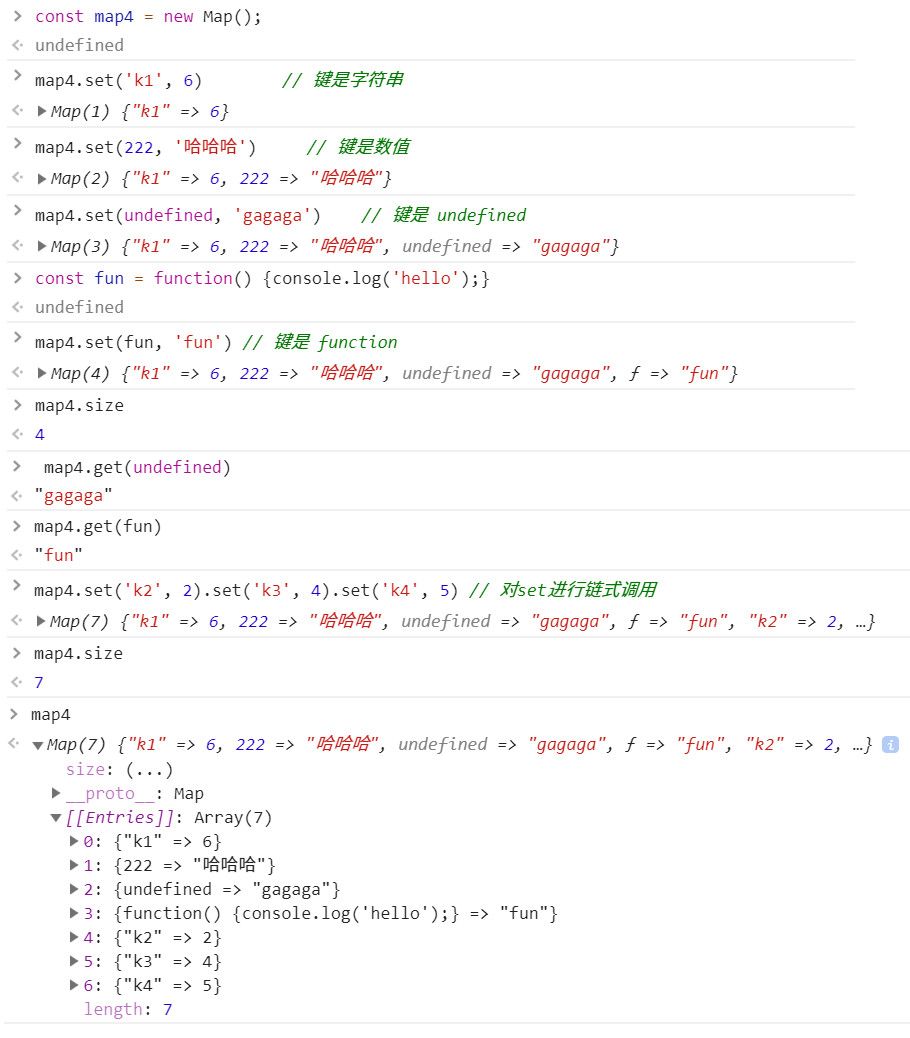 > const map4 = new Map();
< undefined
> map4.set('k1', 6) // 键是字符串
< ▶Map(1) {"k1" => 6}
> map4.set(222, '哈哈哈') // 键是数值
< ▶Map(2) {"k1" => 6, 222 => "哈哈哈"}
> map4.set(undefined, 'gagaga') // 键是 undefined
< ▶Map(3) {"k1" => 6, 222 => "哈哈哈", undefined => "gagaga"}
> const fun = function() {console.log('hello');}
< undefined
> map4.set(fun, 'fun') // 键是 function
< ▶Map(4) {"k1" => 6, 222 => "哈哈哈", undefined => "gagaga", ƒ => "fun"}
> map4.size
< 4
> map4.get(undefined)
< "gagaga"
> map4.get(fun)
< "fun"
> map4.set('k2', 2).set('k3', 4).set('k4', 5) // 对set进行链式调用
< ▶Map(7) {"k1" => 6, 222 => "哈哈哈", undefined => "gagaga", ƒ => "fun", "k2" => 2, …}
> map4.size
< 7
> map4
< ▼Map(7) {"k1" => 6, 222 => "哈哈哈", undefined => "gagaga", ƒ => "fun", "k2" => 2, …} i
size: (...)
▶__proto__: Map
▼[[Entries]]: Array(7)
▶0: {"k1" => 6}
▶1: {222 => "哈哈哈"}
▶2: {undefined => "gagaga"}
▶3: {function() {console.log('hello');} => "fun"}
▶4: {"k2" => 2}
▶5: {"k3" => 4}
▶6: {"k4" => 5}
length: 7